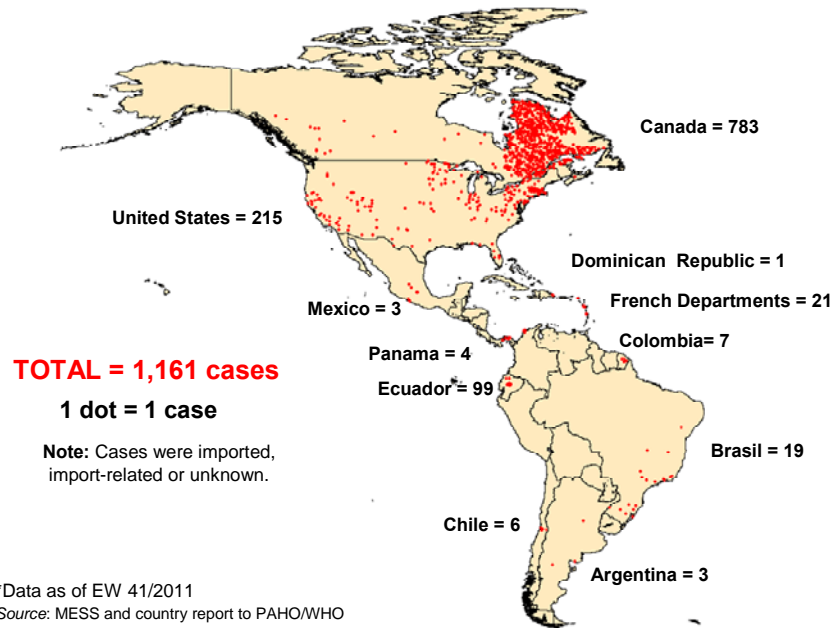 Canada = 783
United States = 215
Dominican Republic = 1
French Departments = 21
Mexico = 3
Colombia= 7
Panama = 4
TOTAL = 1,161 cases
Ecuador = 99
1 dot = 1 case
Note: Cases were imported,
import-related or unknown.
Brasil = 19
Chile = 6
Argentina = 3
*Data as of EW 41/2011
Source: MESS and country report to PAHO/WHO